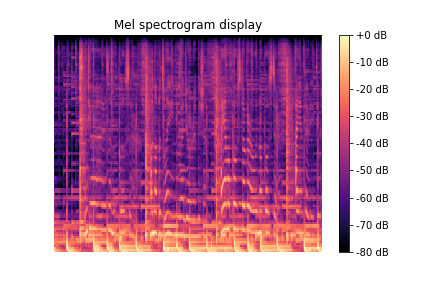 Mel spectrogram display
+0 dB
-10 dB
-20 dB
-30 dB
-40 dB
-50 dB
-60 dB
-70 dB
-80 dB